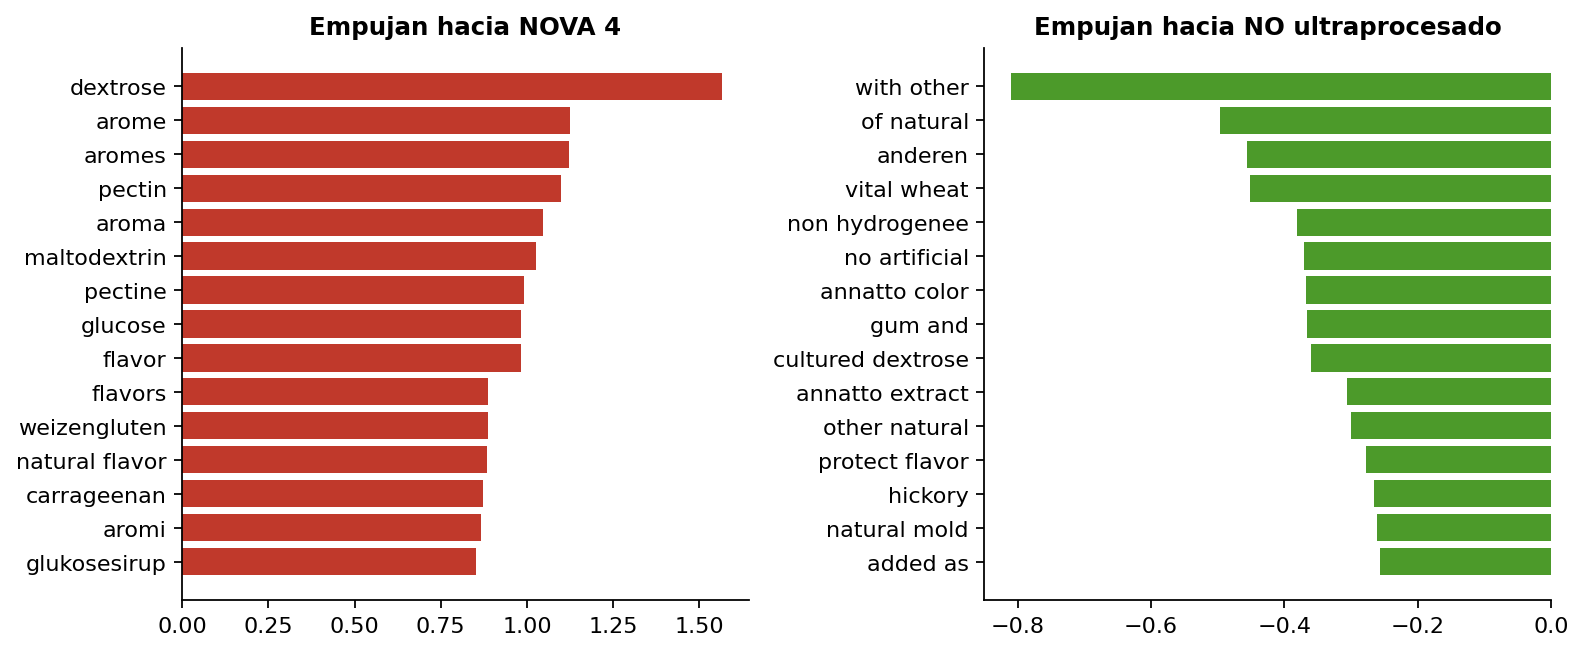 Empujan hacia NOVA 4
dextrose
arome
aromes
pectin
aroma
maltodextrin
pectine
glucose
flavor
flavors
weizengluten
natural flavor
carrageenan
aromi
glukosesirup
0.00 0.25 0.50 0.75 1.00 1.25 1.50
Empujan hacia NO ultraprocesado
with other
of natural
anderen
vital wheat
non hydrogenee
no artificial
annatto color
gum and
cultured dextrose
annatto extract
other natural
protect flavor
hickory
natural mold
added as
−0.8 −0.6 −0.4 −0.2 0.0